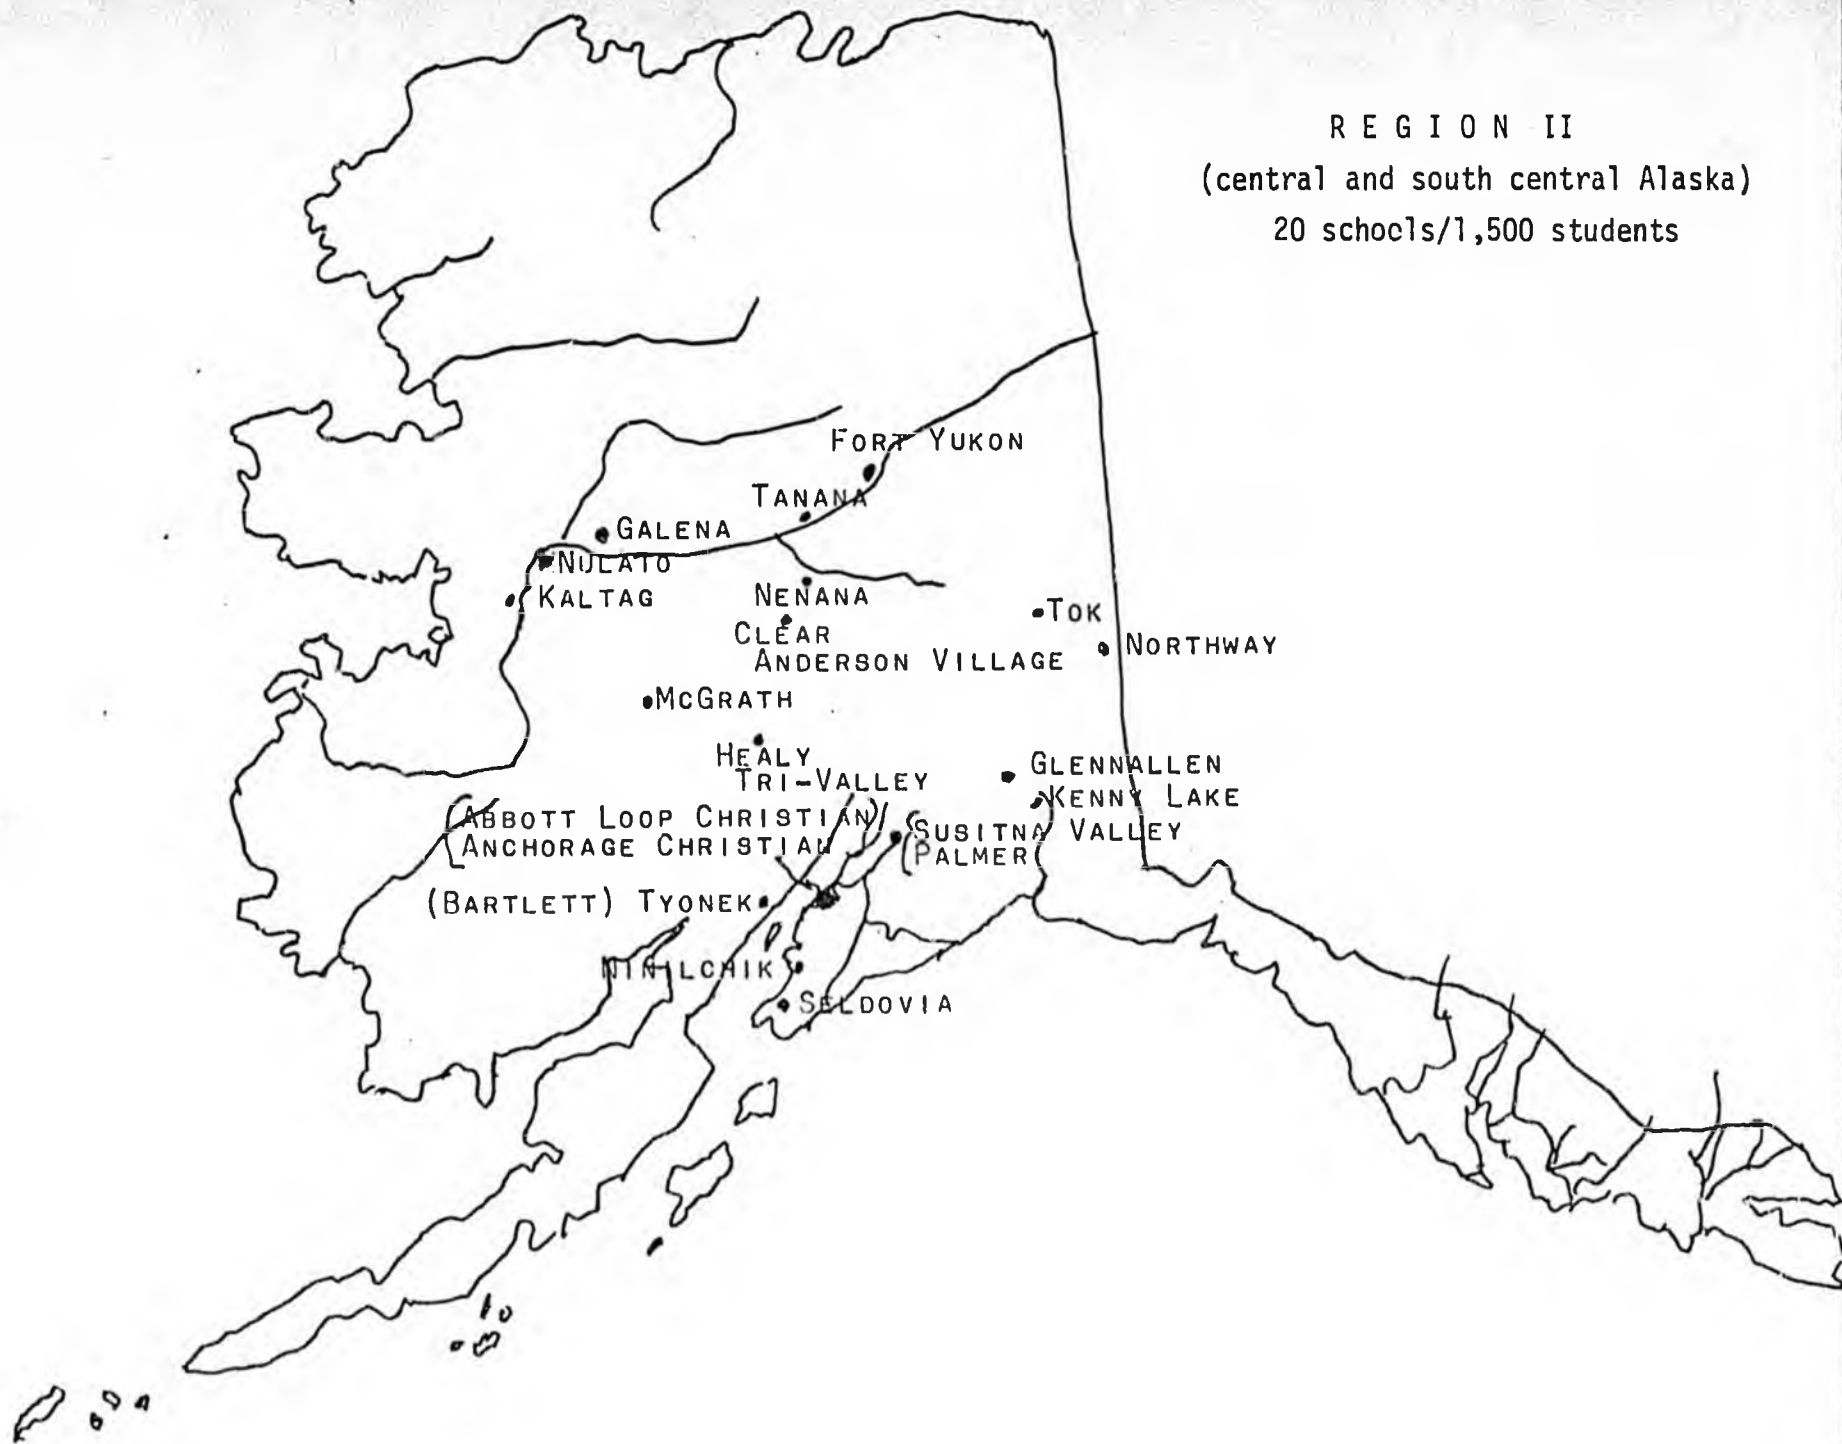 REGION II
(central and south central Alaska)
20 schocls/1,500 students
FORT YUKON
TANANA
GALENA
NULATO
KALTAG
NENANA
TOK
CLEAR
ANDERSON VILLAGE
NORTHWAY
MCGRATH
HEALY
TRI-VALLEY
GLENNALLEN
KENNY LAKE
(ABBOTT LOOP CHRISTIAN)
(ANCHORAGE CHRISTIAN)
(SUSITNA VALLEY
(PALMER
(BARTLETT) TYONEK
NINILCHIK
SELDOVIA